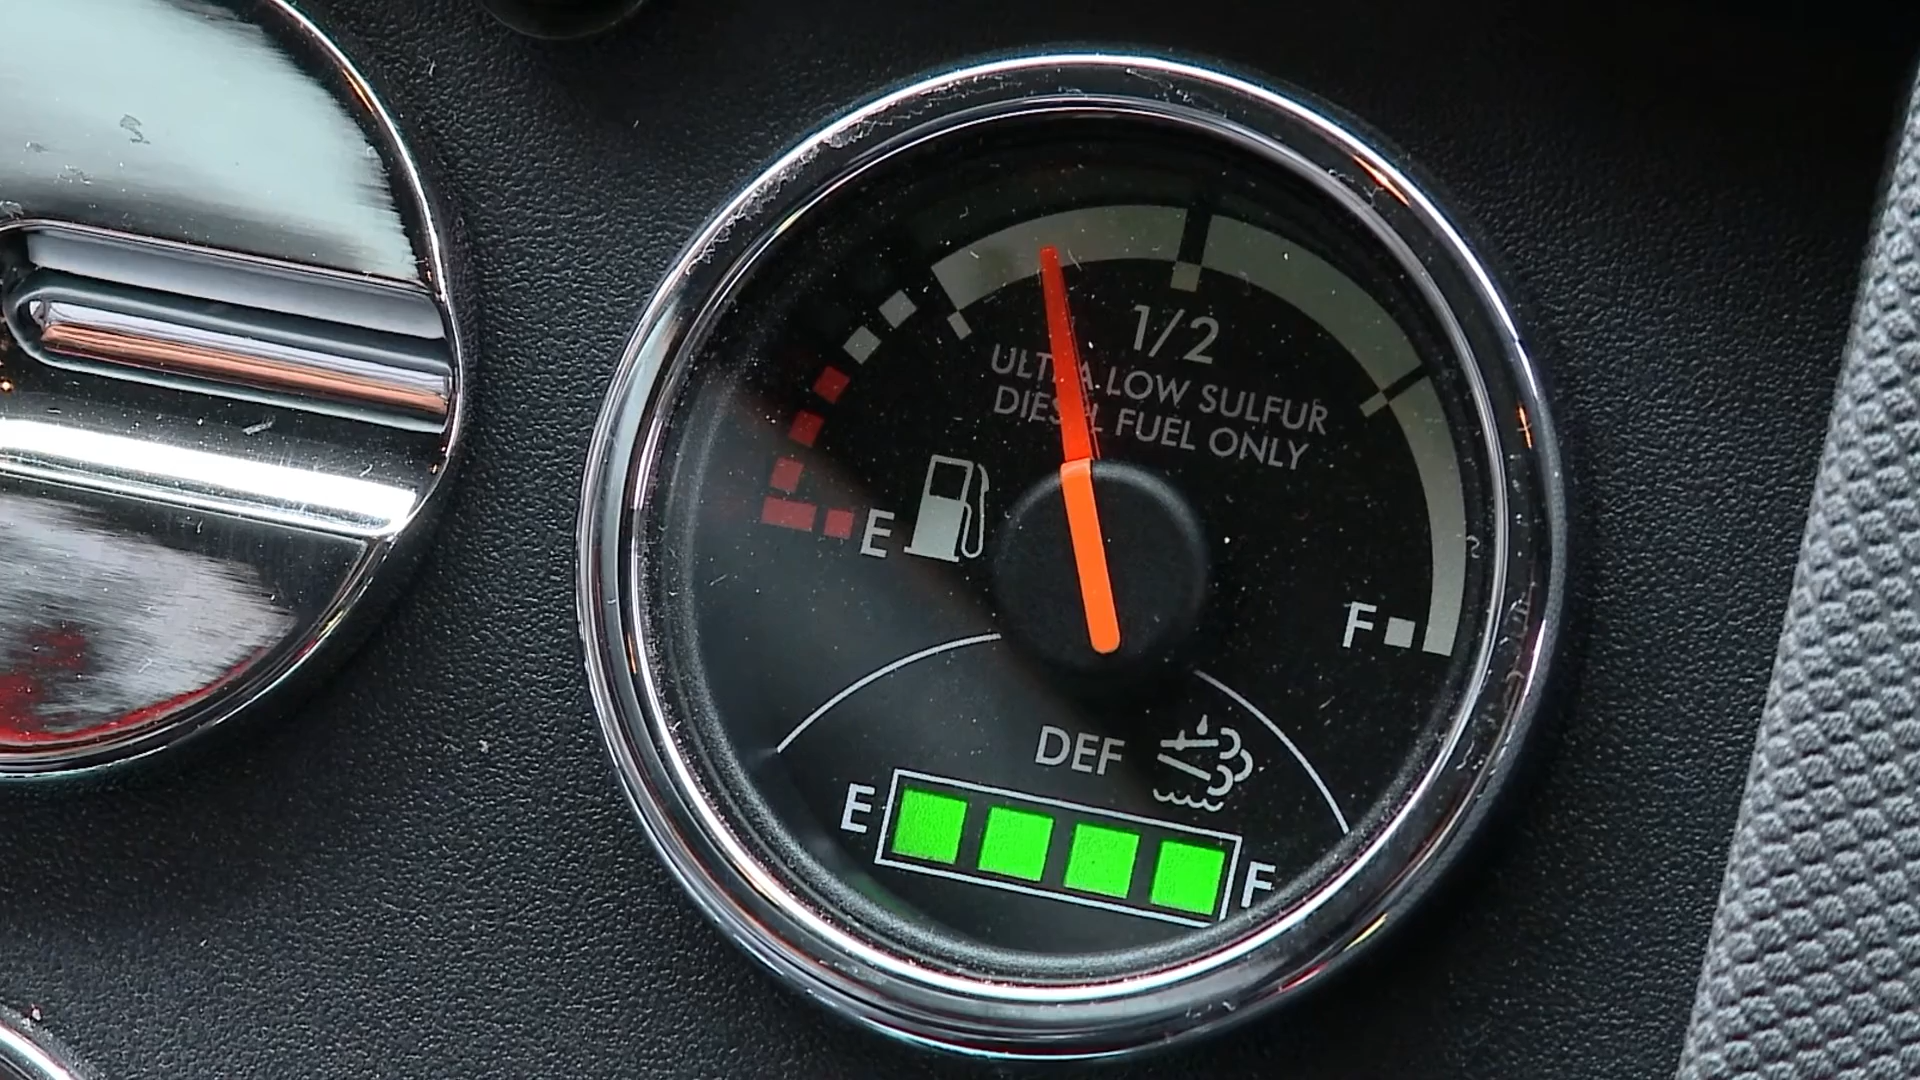 1/2
ULTRA LOW SULFUR
DIESEL FUEL ONLY
E
F
DEF
E
F